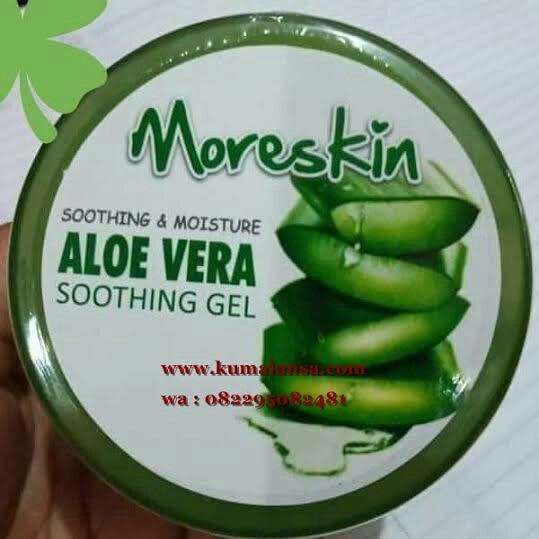 Moreskin
SOOTHING & MOISTURE
ALOE VERA
SOOTHING GEL
www.kumalansa.com
wa : 082295082481